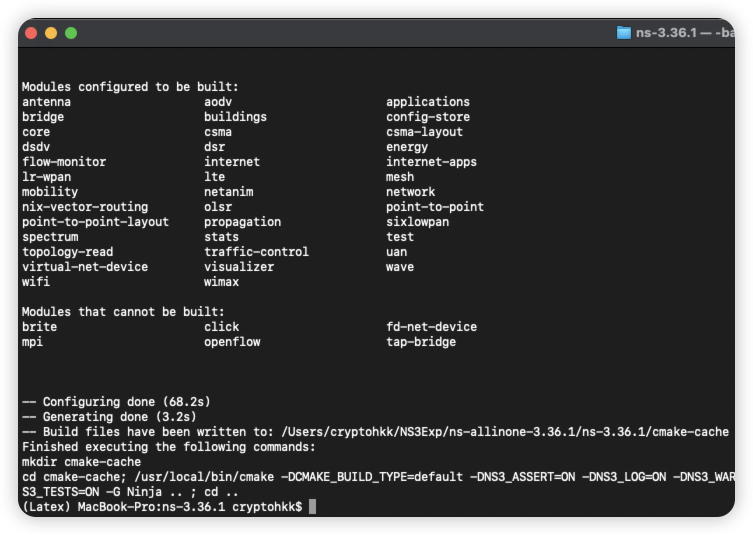 ns-3.36.1 — -ba
Modules configured to be built:
antenna aodv applications
bridge buildings config-store
core csma csma-layout
dsdv dsr energy
flow-monitor internet internet-apps
lr-wpan lte mesh
mobility netanim network
nix-vector-routing olsr point-to-point
point-to-point-layout propagation sixlowpan
spectrum stats test
topology-read traffic-control uan
virtual-net-device visualizer wave
wifi wimax
Modules that cannot be built:
brite click fd-net-device
mpi openflow tap-bridge
-- Configuring done (68.2s)
-- Generating done (3.2s)
-- Build files have been written to: /Users/cryptohkk/NS3Exp/ns-allinone-3.36.1/ns-3.36.1/cmake-cache
Finished executing the following commands:
mkdir cmake-cache
cd cmake-cache; /usr/local/bin/cmake -DCMAKE_BUILD_TYPE=default -DNS3_ASSERT=ON -DNS3_LOG=ON -DNS3_WAR
S3_TESTS=ON -G Ninja .. ; cd ..
(Latex) MacBook-Pro:ns-3.36.1 cryptohkk$